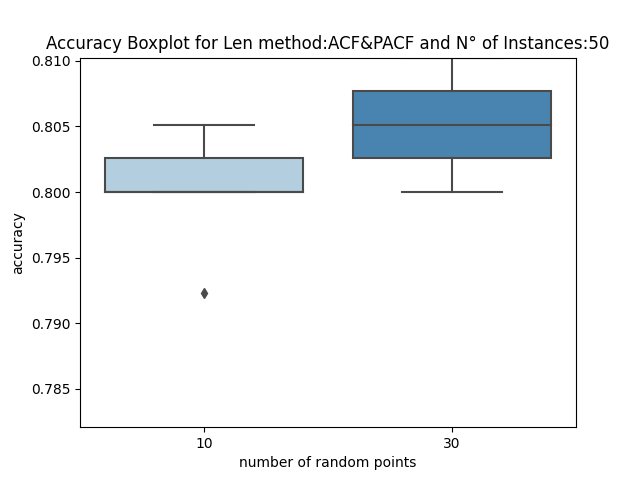 Accuracy Boxplot for Len method:ACF&PACF and N° of Instances:50
0.810
0.805
0.800
0.795
0.790
0.785
accuracy
10 30
number of random points